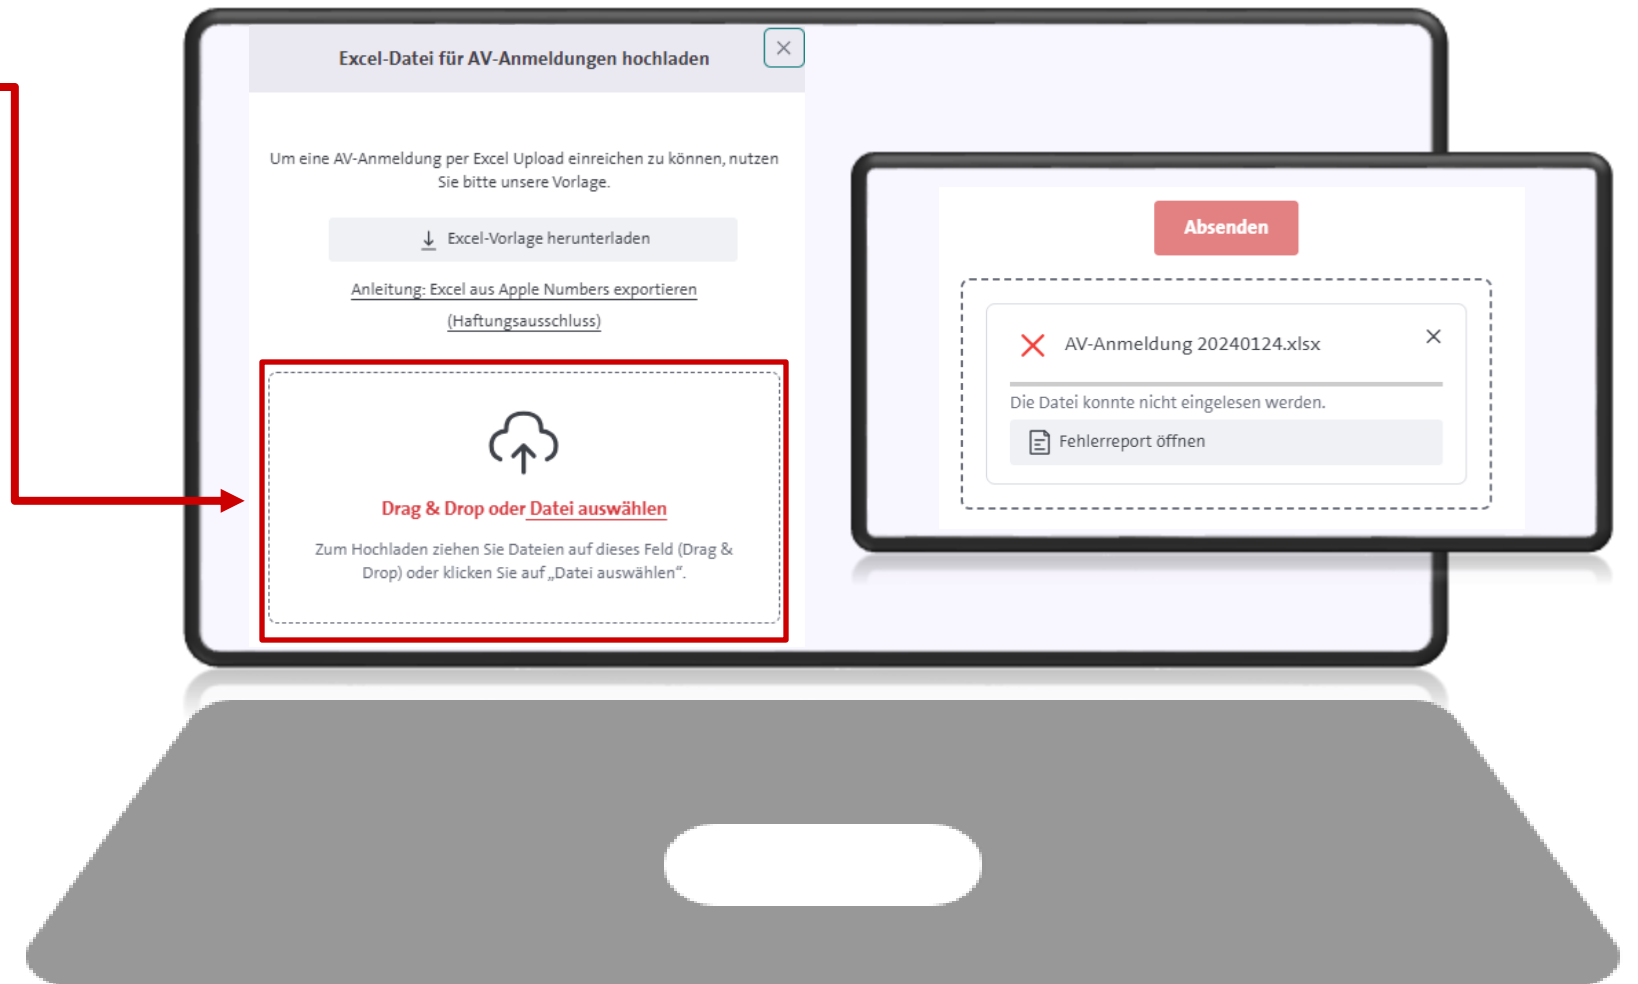 Excel-Datei für AV-Anmeldungen hochladen
Um eine AV-Anmeldung per Excel Upload einreichen zu können, nutzen
Sie bitte unsere Vorlage.
Excel-Vorlage herunterladen
Anleitung: Excel aus Apple Numbers exportieren
(Haftungsausschluss)
Drag & Drop oder Datei auswählen
Zum Hochladen ziehen Sie Dateien auf dieses Feld (Drag &
Drop) oder klicken Sie auf „Datei auswählen“.
Absenden
AV-Anmeldung 20240124.xlsx
Die Datei konnte nicht eingelesen werden.
Fehlerreport öffnen